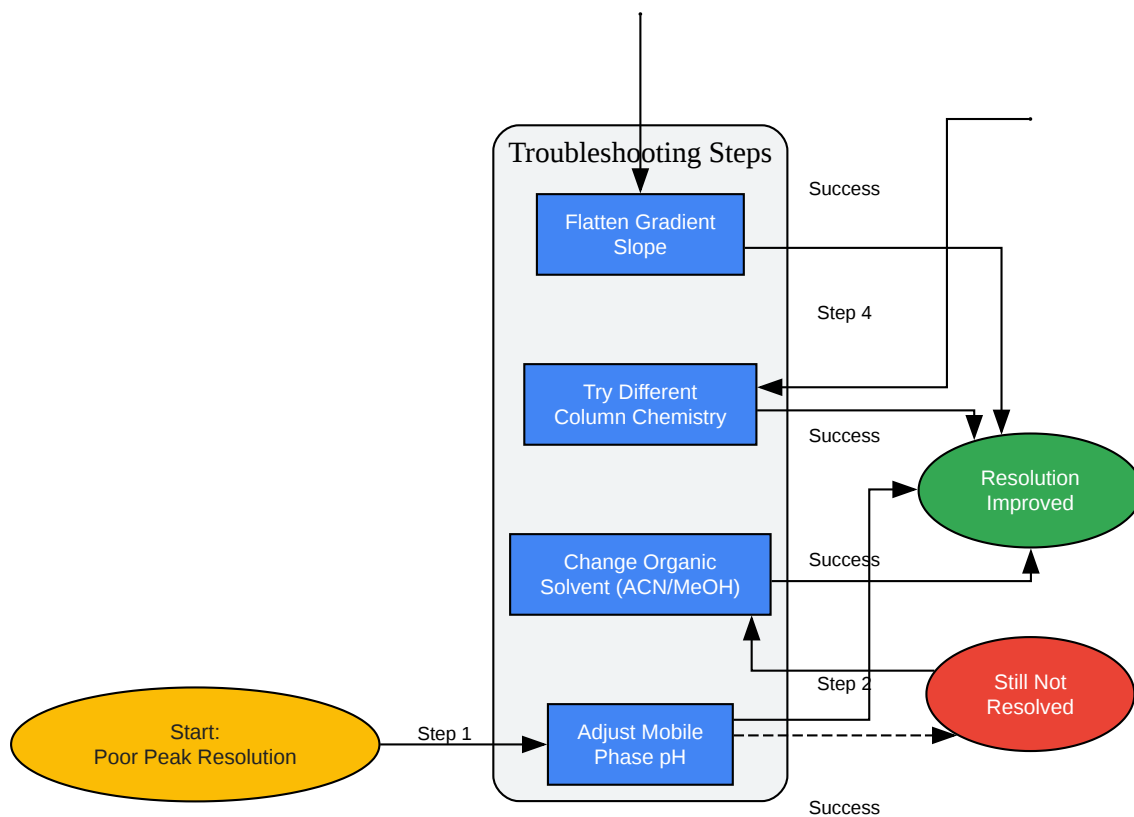 Troubleshooting Steps
Success
Flatten Gradient
Slope
Step 4
Try Different
Column Chemistry
Success
Resolution
Improved
Change Organic
Solvent (ACN/MeOH)
Success
Step 2
Still Not
Resolved
Start:
Poor Peak Resolution
Step 1
Adjust Mobile
Phase pH
Success